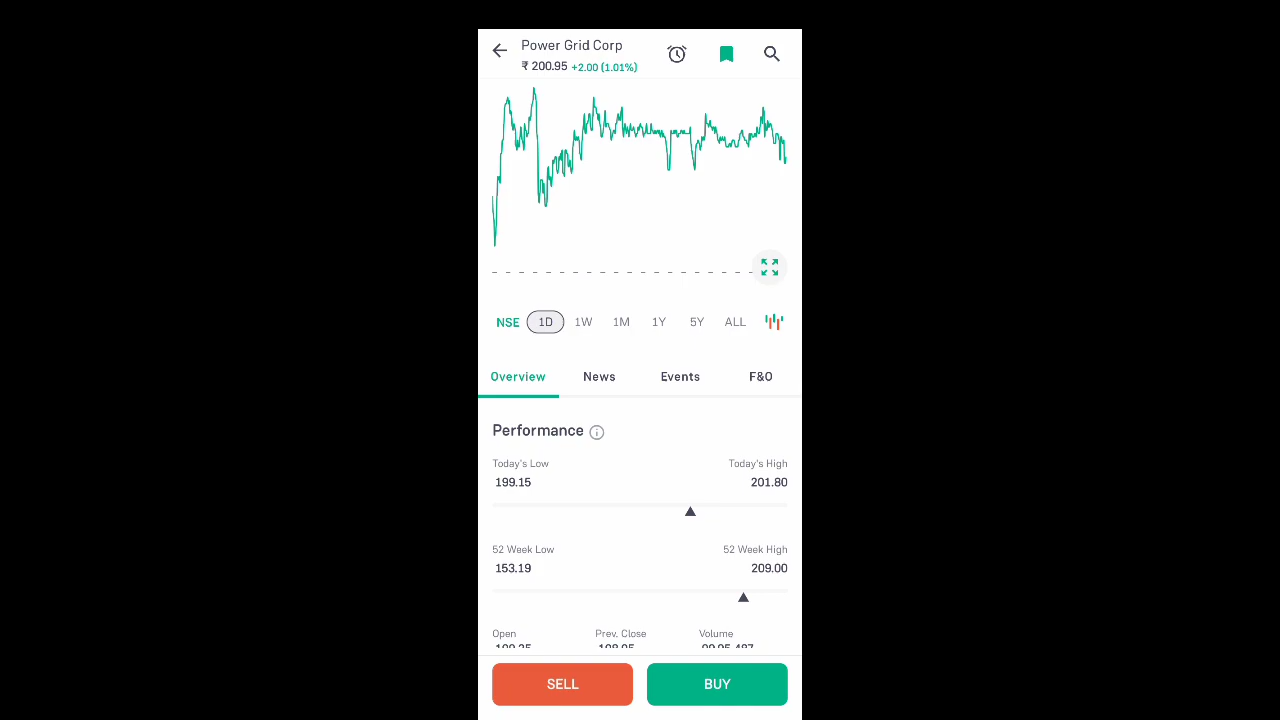 Power Grid Corp
₹ 200.95 +2.00 (1.01%)
NSE 1D 1W 1M 1Y 5Y ALL
Overview News Events F&O
Performance
Today's Low Today's High
199.15 201.80
52 Week Low 52 Week High
153.19 209.00
Open Prev. Close Volume
SELL BUY